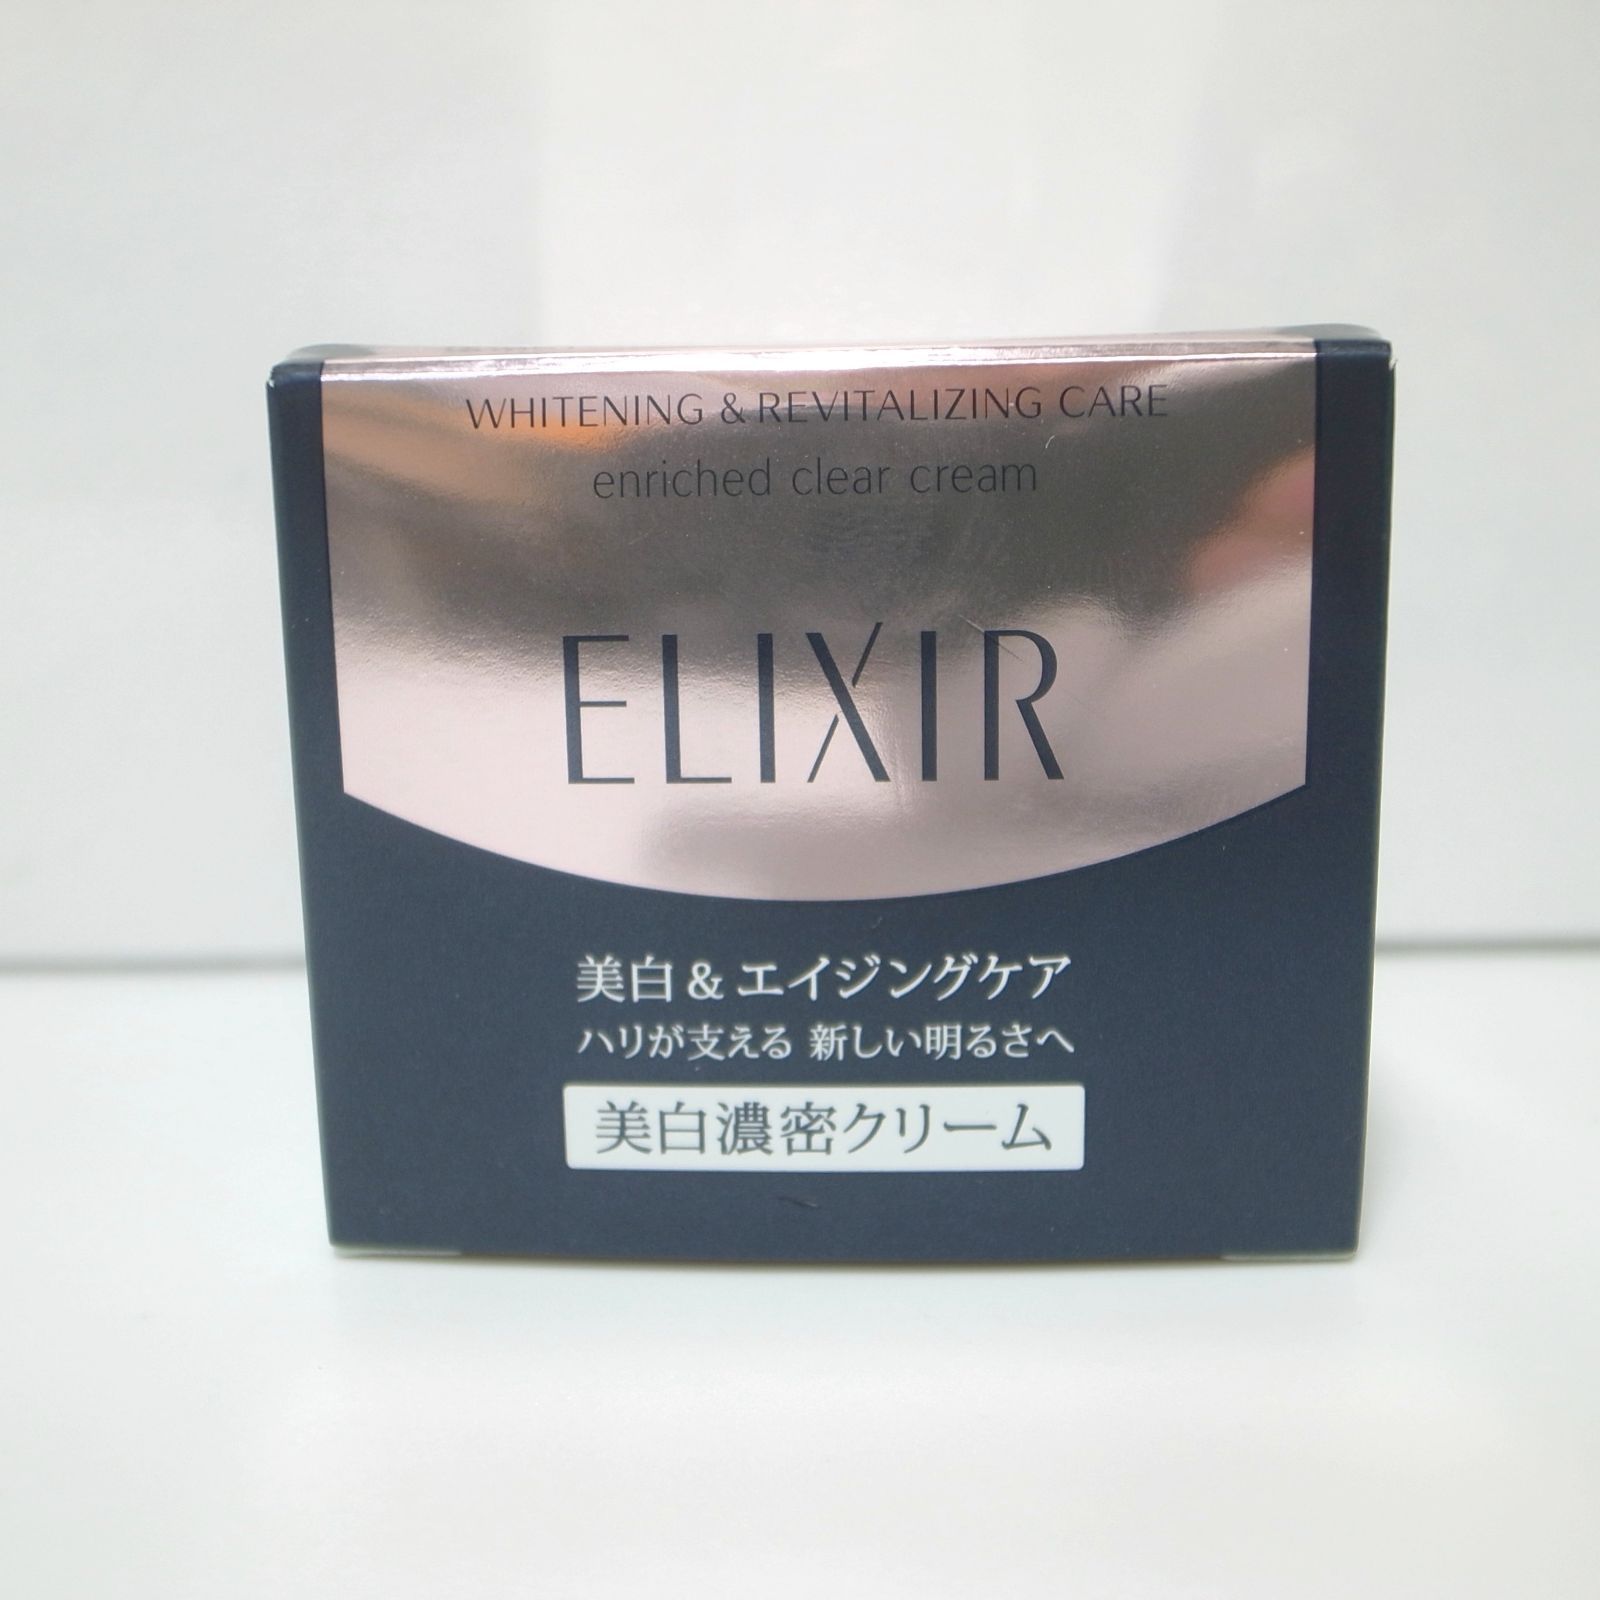 WHITENING & REVITALIZING CARE
enriched clear cream
ELIXIR
美白 & エイジングケア
ハリが支える 新しい明るさへ
美白濃密クリーム